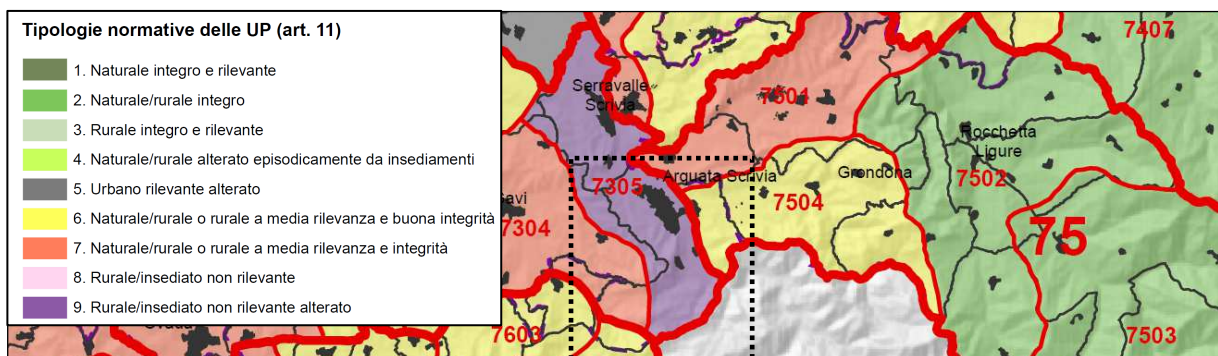 Tipologie normative delle UP (art. 11)
1. Naturale integro e rilevante
2. Naturale/rurale integro
3. Rurale integro e rilevante
4. Naturale/rurale alterato episodicamente da insediamenti
5. Urbano rilevante alterato
6. Naturale/rurale o rurale a media rilevanza e buona integrità
7. Naturale/rurale o rurale a media rilevanza e integrità
8. Rurale/insediato non rilevante
9. Rurale/insediato non rilevante alterato
7407
Serravalle
Scrivia
7501
Rocchetta
Ligure
7305
Arguata Scrivia
Grondona
7502
7504
avi
7304
75
7603
7503